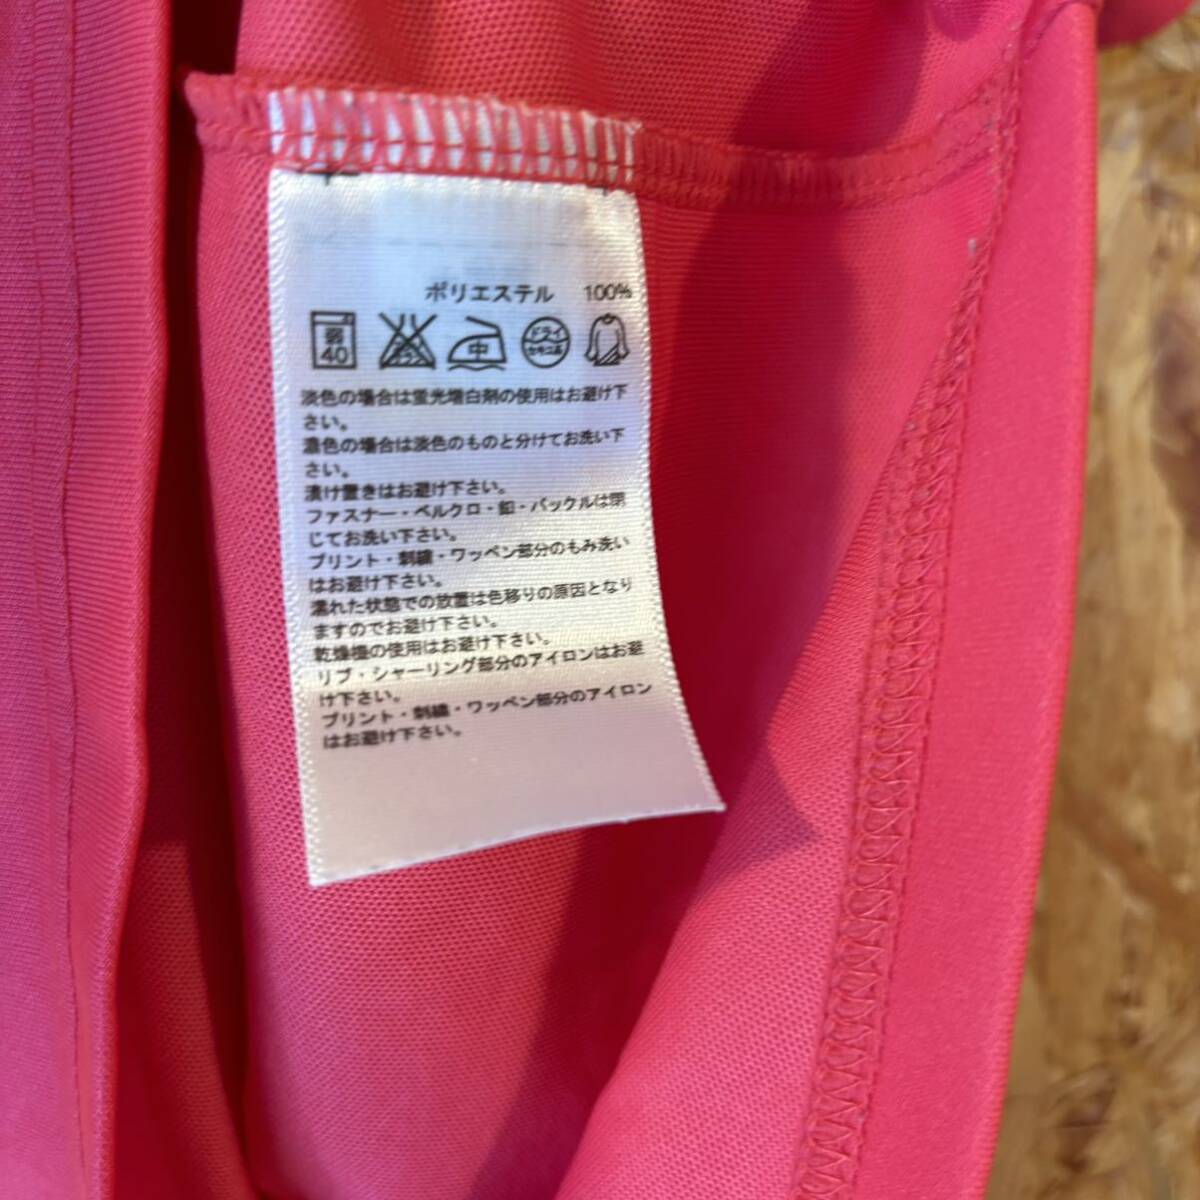 ポリエステル 100%
弱 40 中 ドライ セキユ系
淡色の場合は蛍光増白剤の使用はお避け下
さい。
濃色の場合は淡色のものと分けてお洗い下
さい。
漬け置きはお避け下さい。
ファスナー・ベルクロ・釦・バックルは閉
じてお洗い下さい。
プリント・刺繍・ワッペン部分のもみ洗い
はお避け下さい。
濡れた状態での放置は色移りの原因となり
ますのでお避け下さい。
乾燥機の使用はお避け下さい。
リブ・シャーリング部分のアイロンはお避
け下さい。
プリント・刺繍・ワッペン部分のアイロン
はお避け下さい。